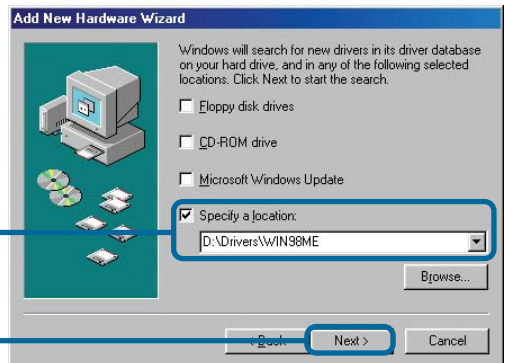 Add New Hardware Wizard
Windows will search for new drivers in its driver database
on your hard drive, and in any of the following selected
locations. Click Next to start the search.
Floppy disk drives
CD-ROM drive
Microsoft Windows Update
Specify a location:
D:\Drivers\WIN98ME
Browse...
< Back
Next >
Cancel